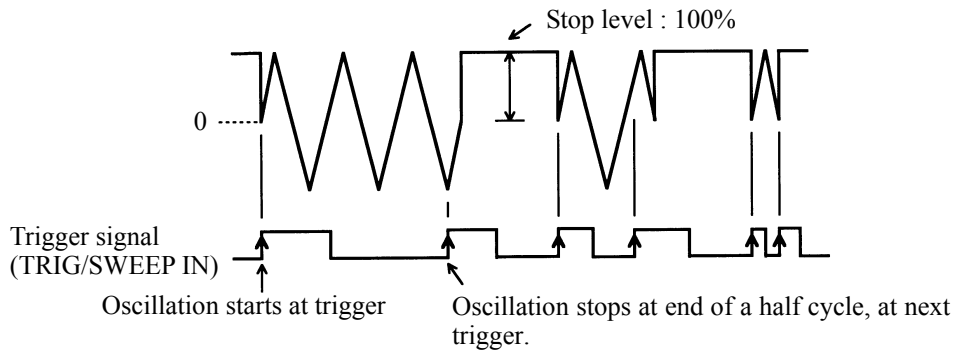 Stop level : 100%
0
Trigger signal
(TRIG/SWEEP IN)
Oscillation starts at trigger
Oscillation stops at end of a half cycle, at next
trigger.